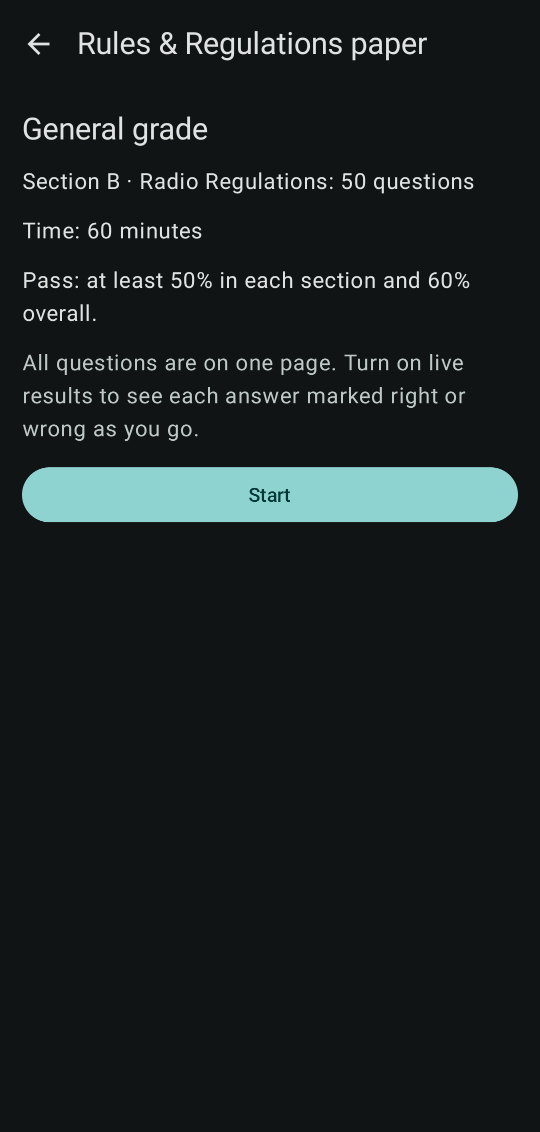 Rules & Regulations paper
General grade
Section B · Radio Regulations: 50 questions
Time: 60 minutes
Pass: at least 50% in each section and 60%
overall.
All questions are on one page. Turn on live
results to see each answer marked right or
wrong as you go.
Start